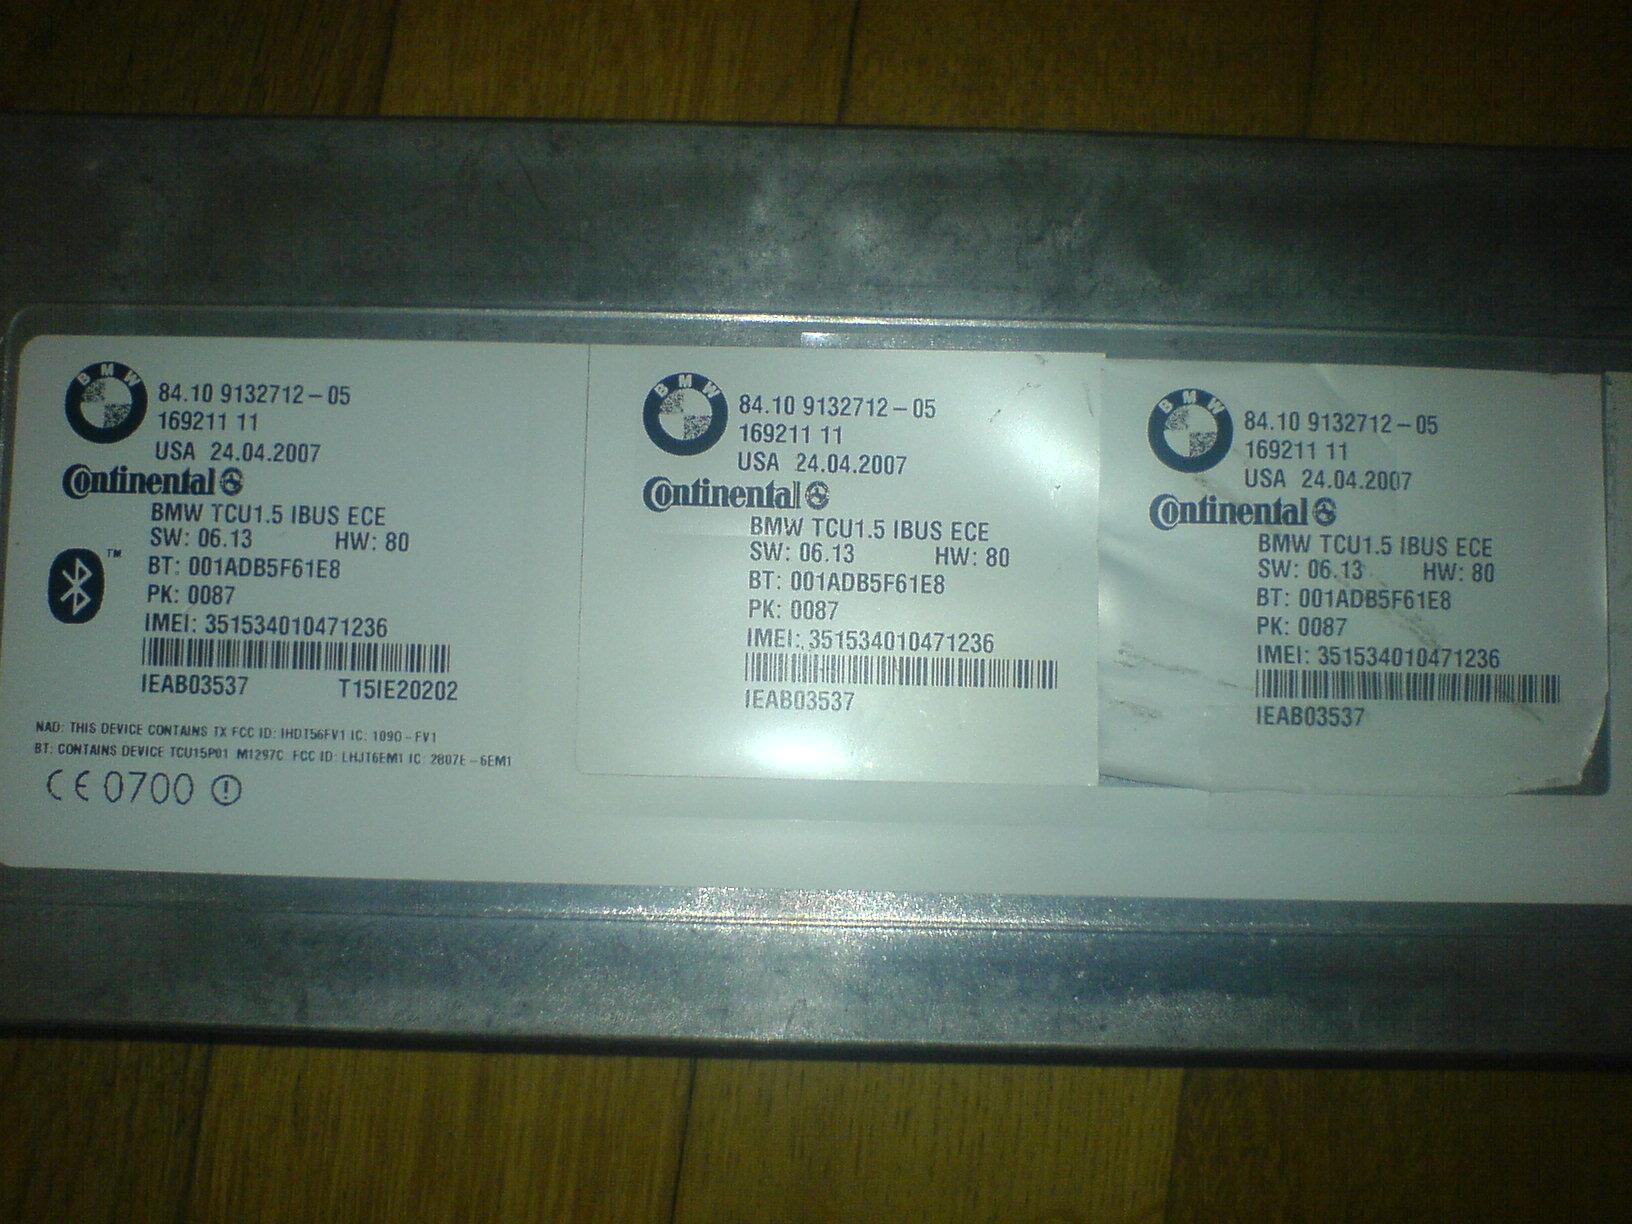 BMW
84.10 9132712-05
169211 11
USA 24.04.2007
Continental
BMW TCU1.5 IBUS ECE
SW: 06.13 HW: 80
BT: 001ADB5F61E8
™
PK: 0087
IMEI: 351534010471236
IEAB03537 T15IE20202
NAD: THIS DEVICE CONTAINS TX FCC ID: IHDT56FV1 IC: 1090-FV1
BT: CONTAINS DEVICE TCU15P01 M1297C FCC ID: LHJT6EM1 IC: 2807E-6EM1
CE 0700
BMW
84.10 9132712-05
169211 11
USA 24.04.2007
Continental
BMW TCU1.5 IBUS ECE
SW: 06.13 HW: 80
BT: 001ADB5F61E8
PK: 0087
IMEI: 351534010471236
IEAB03537
BMW
84.10 9132712-05
169211 11
USA 24.04.2007
Continental
BMW TCU1.5 IBUS ECE
SW: 06.13 HW: 80
BT: 001ADB5F61E8
PK: 0087
IMEI: 351534010471236
IEAB03537